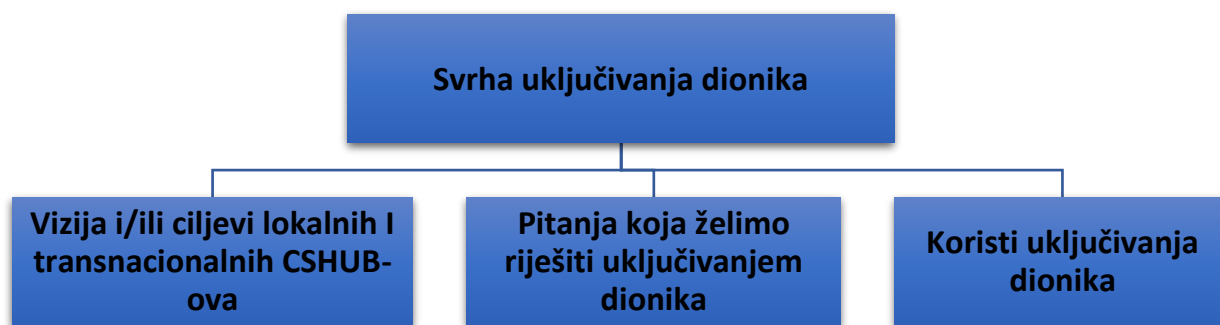 Svrha uključivanja dionika
Vizija i/ili ciljevi lokalnih I
transnacionalnih CSHUB-
ova
Pitanja koja želimo
riješiti uključivanjem
dionika
Koristi uključivanja
dionika